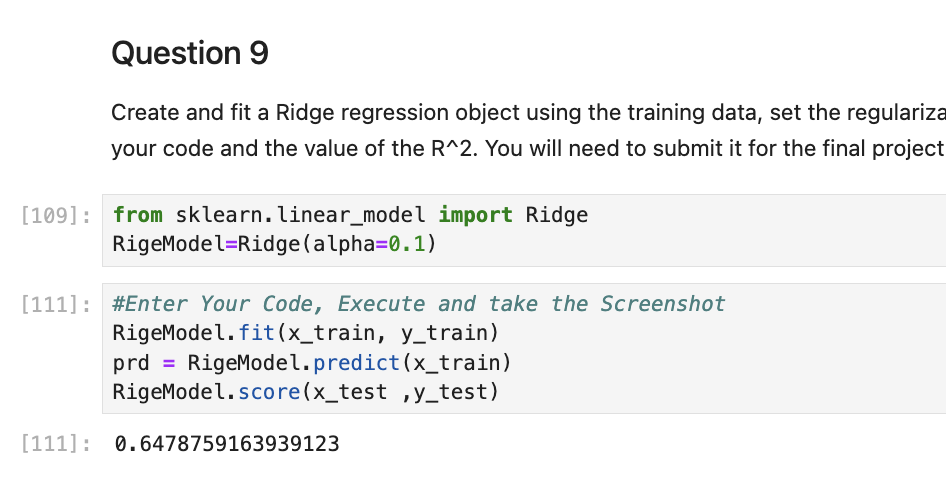 Question 9
Create and fit a Ridge regression object using the training data, set the
your code and the value of the R^2. You will need to submit it for the final project
[109]: from sklearn.linear_model import Ridge
RigeModel=Ridge(alpha=0.1)
[111]: #Enter Your Code, Execute and take the Screenshot
RigeModel.fit(x_train, y_train)
prd = RigeModel.predict(x_train)
RigeModel.score(x_test ,y_test)
[111]: 0.6478759163939123